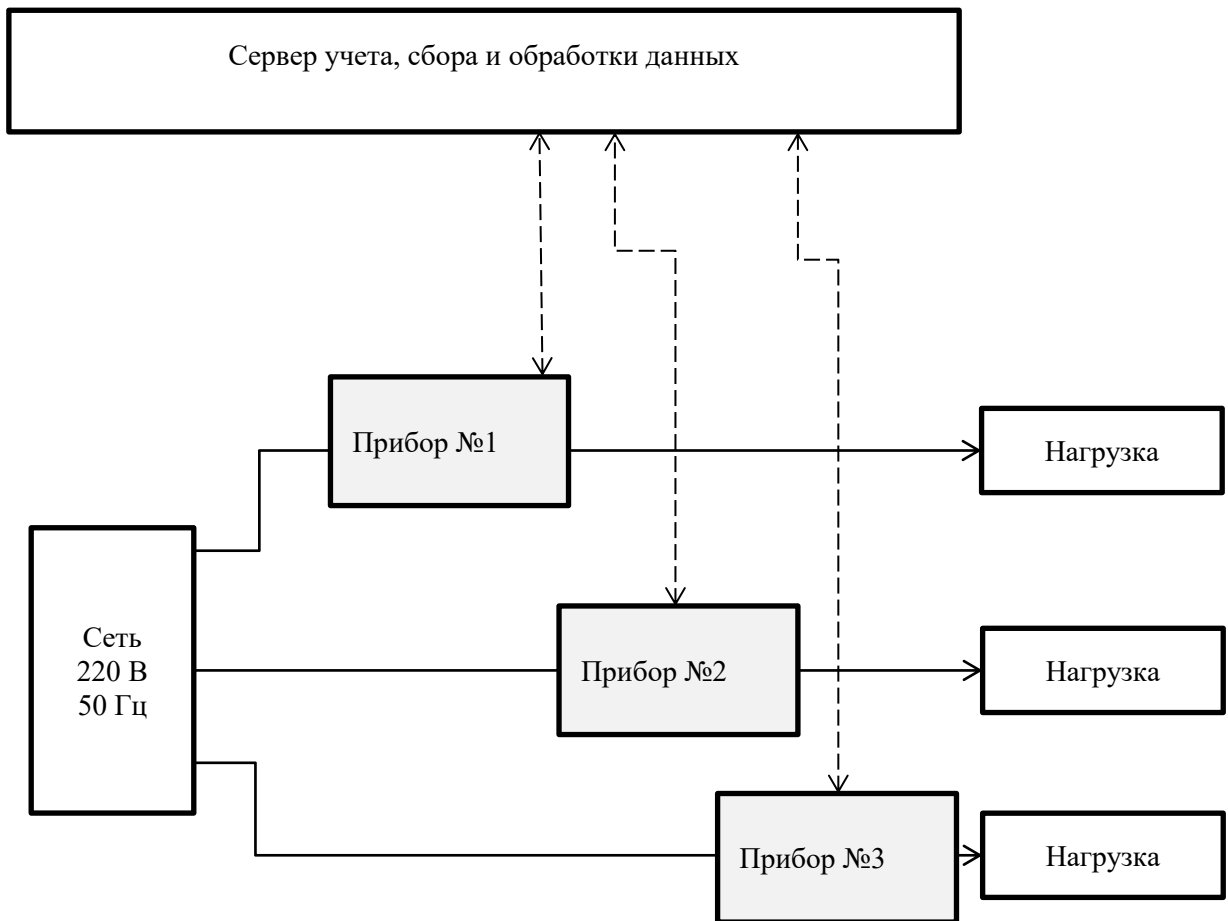 Сервер учета, сбора и обработки данных
Прибор №1
Нагрузка
Сеть
220 В
50 Гц
Прибор №2
Нагрузка
Прибор №3
Нагрузка